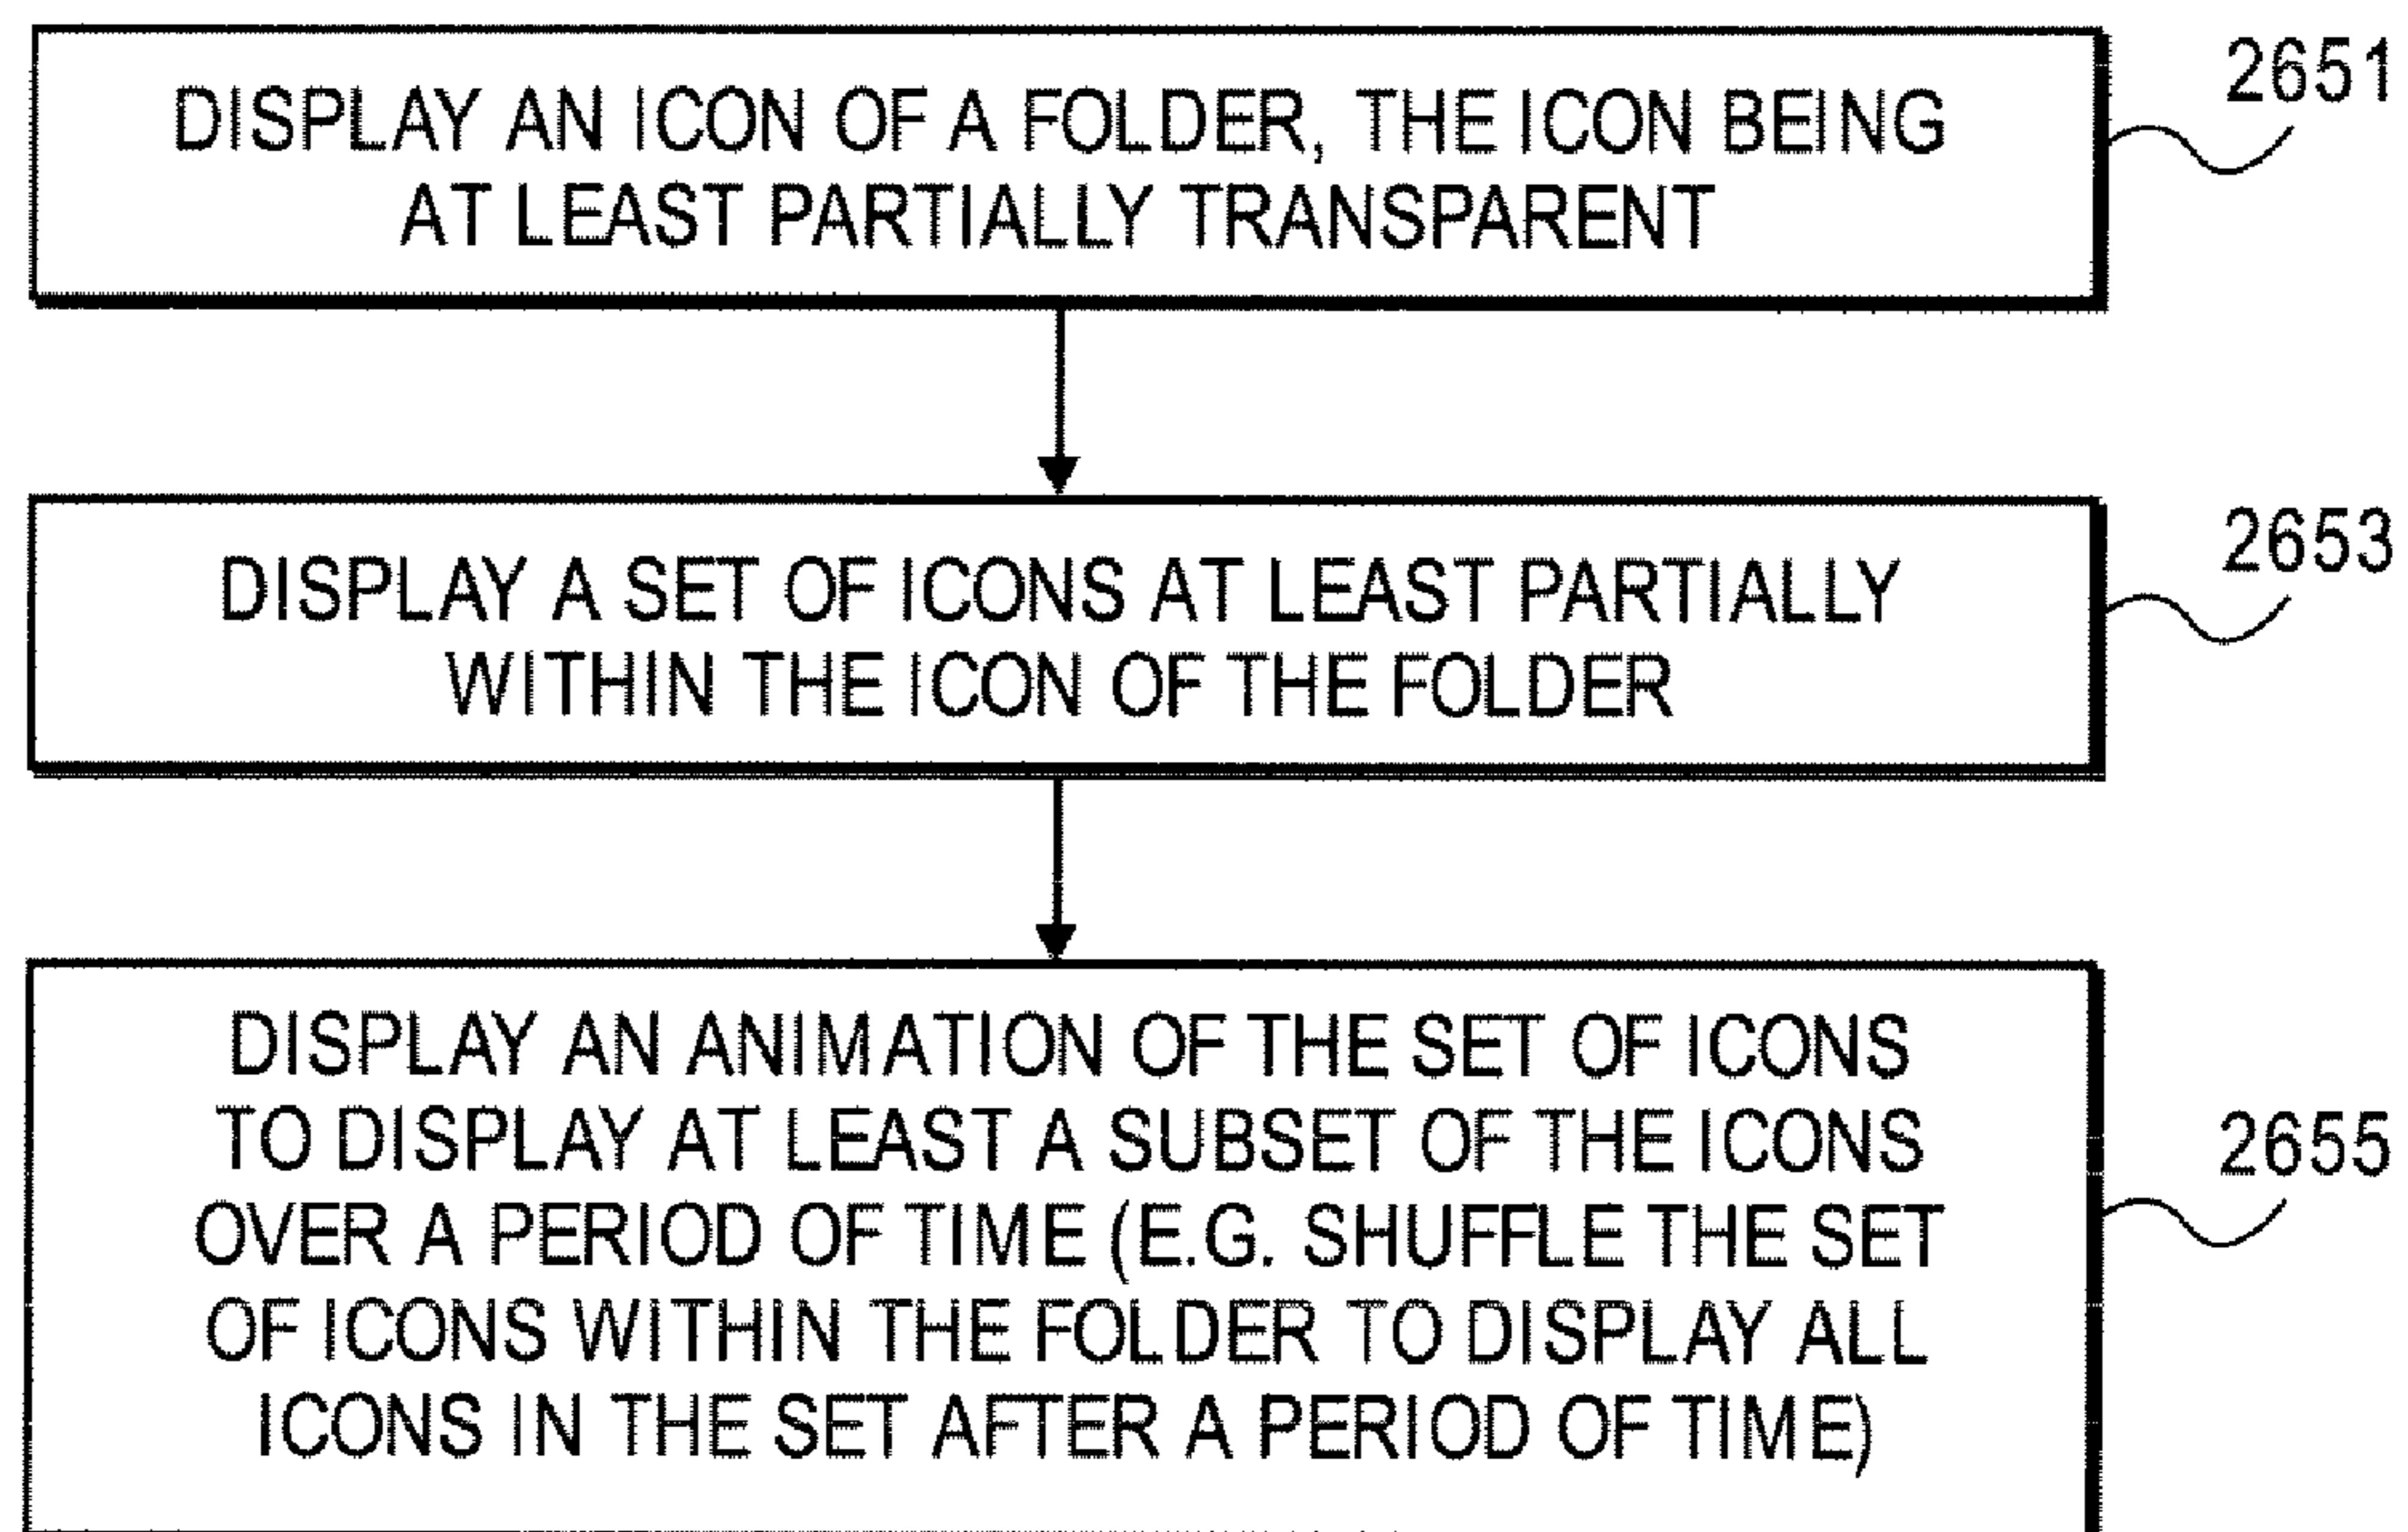 DISPLAY AN ICON OF A FOLDER, THE ICON BEING
AT LEAST PARTIALLY TRANSPARENT
2651
DISPLAY A SET OF ICONS AT LEAST PARTIALLY
WITHIN THE ICON OF THE FOLDER
2653
DISPLAY AN ANIMATION OF THE SET OF ICONS
TO DISPLAY AT LEAST A SUBSET OF THE ICONS
OVER A PERIOD OF TIME (E.G. SHUFFLE THE SET
OF ICONS WITHIN THE FOLDER TO DISPLAY ALL
ICONS IN THE SET AFTER A PERIOD OF TIME)
2655